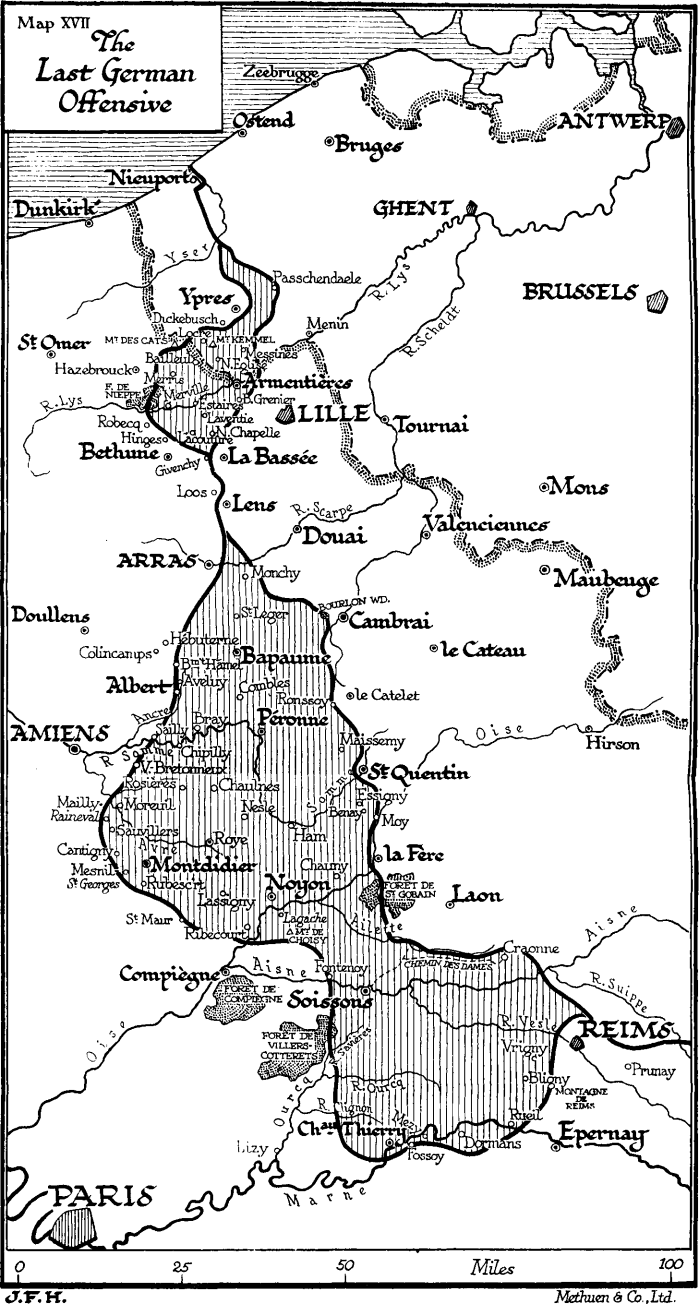 Map XVII
The
Last German
Offensive
Zeebrugge
Ostend
Bruges
ANTWERP
Nieuport
Dunkirk
GHENT
Yser
Passchendaele
R. Lys
BRUSSELS
Ypres
Dickebusch
Menin
R. Scheldt
Locre
MT DES CATS
MT KEMMEL
St Omer
Bailleul
Messines
N. Eglise
Hazebrouck
Merris
Armentières
F. DE
NIEPPE
Merville
R. Lys
Estaires
B. Grenier
LILLE
Laventie
Robecq
Tournai
Hinges
Lacouture
N. Chapelle
Bethune
La Bassée
Givenchy
Loos
Mons
Lens
R. Scarpe
Douai
Valenciennes
ARRAS
Monchy
Maubeuge
BOURLON WD.
Doullens
St Leger
Cambrai
Hébuterne
Colincamps
Bapaume
le Cateau
Bmt Hamel
Albert
Aveluy
Combles
Ronssoy
le Catelet
Ancre
Bray
Péronne
AMIENS
Sailly
Oise
Hirson
R. Somme
Chipilly
Maissemy
V. Bretonneux
St Quentin
Rosières
Chaulnes
Somme
Essigny
Mailly-
Raineval
Moreuil
Nesle
Benay
Moy
Sauvillers
Ham
Avre
Roye
Cantigny
Montdidier
la Fère
Mesnil
St Georges
Chauny
Rubescrt
Noyon
FORÊT DE
ST GOBAIN
Laon
Lassigny
St Maur
Lagache
Ailette
Aisne
Ribecourt
MT DE
CHOISY
Craonne
Compiègne
Aisne
Fontenoy
CHEMIN DES DAMES
R. Suippe
FORÊT DE
COMPIEGNE
Soissons
R. Vesle
REIMS
Oise
FORÊT DE
VILLERS-
COTTERETS
R. Savières
Vrigny
Prunay
Bligny
R. Ourcq
MONTAGNE
DE
REIMS
Ourcq
Rueil
Chau Thierry
Mezy
Epernay
Lizy
Dormans
Fossoy
Marne
PARIS
0 25 50 Miles 100
J.F.H. Methuen & Co., Ltd.